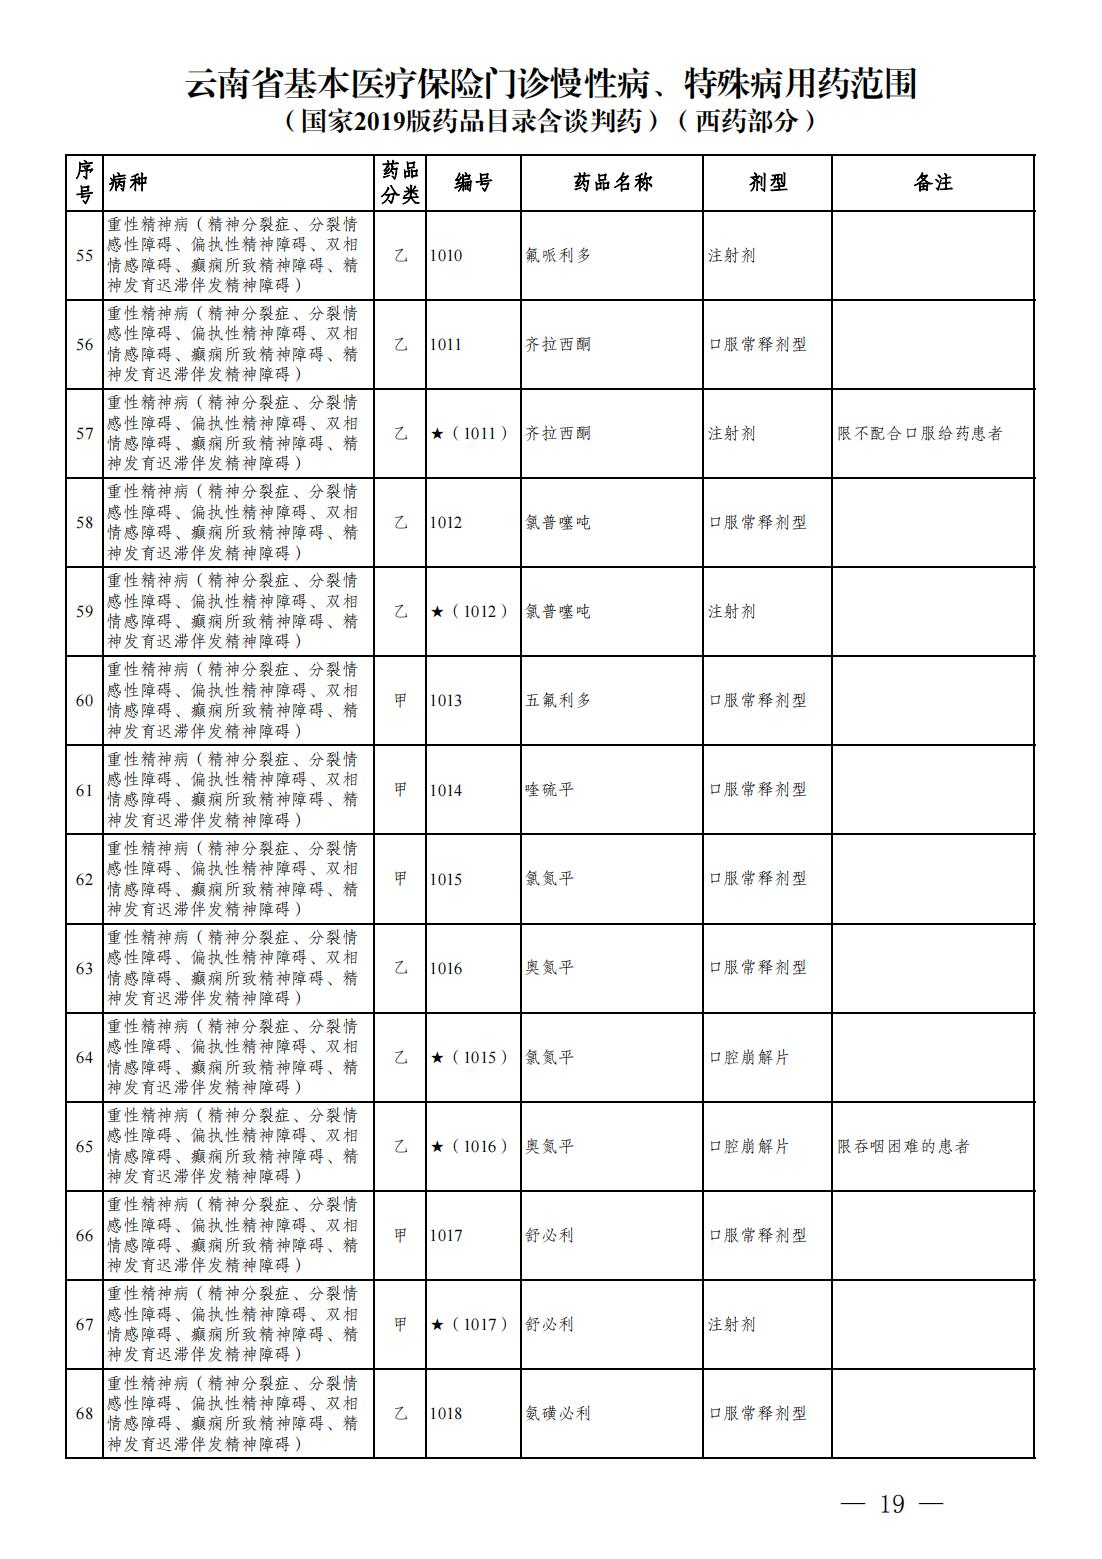 云南省基本医疗保险门诊慢性病、特殊病用药范围
（国家2019版药品目录含谈判药）（西药部分）
序号 病种 药品分类 编号 药品名称 剂型 备注
重性精神病（精神分裂症、分裂情
感性障碍、偏执性精神障碍、双相
情感障碍、癫痫所致精神障碍、精
神发育迟滞伴发精神障碍）
55 乙 1010 氟哌利多 注射剂
重性精神病（精神分裂症、分裂情
感性障碍、偏执性精神障碍、双相
情感障碍、癫痫所致精神障碍、精
神发育迟滞伴发精神障碍）
56 乙 1011 齐拉西酮 口服常释剂型
重性精神病（精神分裂症、分裂情
感性障碍、偏执性精神障碍、双相
情感障碍、癫痫所致精神障碍、精
神发育迟滞伴发精神障碍）
57 乙 ★（1011） 齐拉西酮 注射剂 限不配合口服给药患者
重性精神病（精神分裂症、分裂情
感性障碍、偏执性精神障碍、双相
情感障碍、癫痫所致精神障碍、精
神发育迟滞伴发精神障碍）
58 乙 1012 氯普噻吨 口服常释剂型
重性精神病（精神分裂症、分裂情
感性障碍、偏执性精神障碍、双相
情感障碍、癫痫所致精神障碍、精
神发育迟滞伴发精神障碍）
59 乙 ★（1012） 氯普噻吨 注射剂
重性精神病（精神分裂症、分裂情
感性障碍、偏执性精神障碍、双相
情感障碍、癫痫所致精神障碍、精
神发育迟滞伴发精神障碍）
60 甲 1013 五氟利多 口服常释剂型
重性精神病（精神分裂症、分裂情
感性障碍、偏执性精神障碍、双相
情感障碍、癫痫所致精神障碍、精
神发育迟滞伴发精神障碍）
61 甲 1014 喹硫平 口服常释剂型
重性精神病（精神分裂症、分裂情
感性障碍、偏执性精神障碍、双相
情感障碍、癫痫所致精神障碍、精
神发育迟滞伴发精神障碍）
62 甲 1015 氯氮平 口服常释剂型
重性精神病（精神分裂症、分裂情
感性障碍、偏执性精神障碍、双相
情感障碍、癫痫所致精神障碍、精
神发育迟滞伴发精神障碍）
63 乙 1016 奥氮平 口服常释剂型
重性精神病（精神分裂症、分裂情
感性障碍、偏执性精神障碍、双相
情感障碍、癫痫所致精神障碍、精
神发育迟滞伴发精神障碍）
64 乙 ★（1015） 氯氮平 口腔崩解片
重性精神病（精神分裂症、分裂情
感性障碍、偏执性精神障碍、双相
情感障碍、癫痫所致精神障碍、精
神发育迟滞伴发精神障碍）
65 乙 ★（1016） 奥氮平 口腔崩解片 限吞咽困难的患者
重性精神病（精神分裂症、分裂情
感性障碍、偏执性精神障碍、双相
情感障碍、癫痫所致精神障碍、精
神发育迟滞伴发精神障碍）
66 甲 1017 舒必利 口服常释剂型
重性精神病（精神分裂症、分裂情
感性障碍、偏执性精神障碍、双相
情感障碍、癫痫所致精神障碍、精
神发育迟滞伴发精神障碍）
67 甲 ★（1017） 舒必利 注射剂
重性精神病（精神分裂症、分裂情
感性障碍、偏执性精神障碍、双相
情感障碍、癫痫所致精神障碍、精
神发育迟滞伴发精神障碍）
68 乙 1018 氨磺必利 口服常释剂型
— 19 —